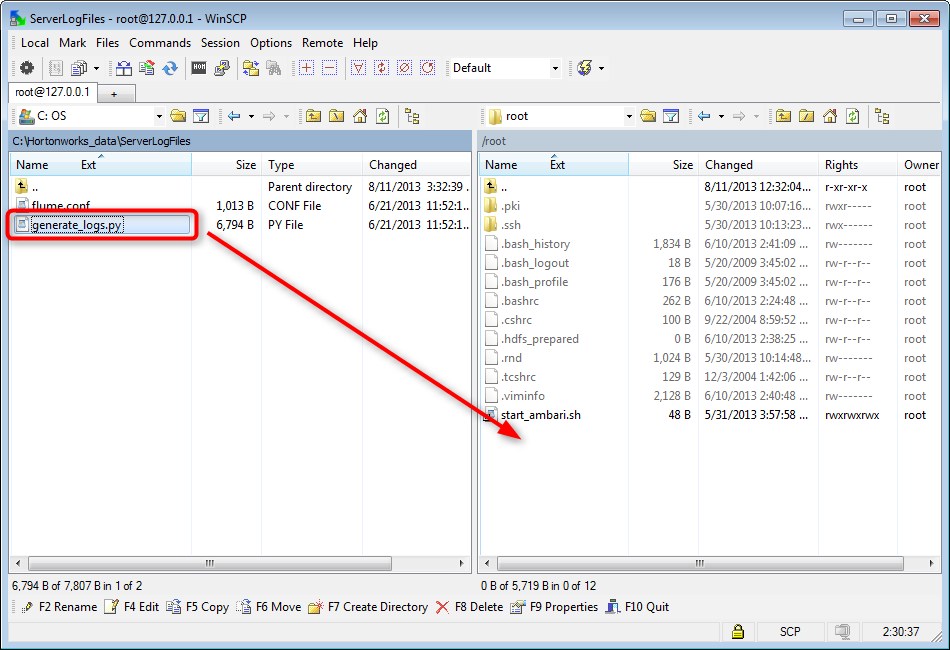 ServerLogFiles - root@127.0.0.1 - WinSCP
Local Mark Files Commands Session Options Remote Help
Default
root@127.0.0.1 +
C: OS
root
C:\Hortonworks_data\ServerLogFiles
/root
Name Ext Size Type Changed
.. Parent directory 8/11/2013 3:32:39 ...
flume.conf 1,013 B CONF File 6/21/2013 11:52:1...
generate_logs.py 6,794 B PY File 6/21/2013 11:52:1...
Name Ext Size Changed Rights Owner
.. 8/11/2013 12:32:04... r-xr-xr-x root
.pki 5/30/2013 10:07:16... rwxr----- root
.ssh 5/30/2013 10:13:23... rwx------ root
.bash_history 1,834 B 6/10/2013 2:41:09 ... rw------- root
.bash_logout 18 B 5/20/2009 3:45:02 ... rw-r--r-- root
.bash_profile 176 B 5/20/2009 3:45:02 ... rw-r--r-- root
.bashrc 262 B 6/10/2013 2:24:48 ... rw-r--r-- root
.cshrc 100 B 9/22/2004 8:59:52 ... rw-r--r-- root
.hdfs_prepared 0 B 6/10/2013 2:38:25 ... rw-r--r-- root
.rnd 1,024 B 5/30/2013 10:14:48... rw------- root
.tcshrc 129 B 12/3/2004 1:42:06 ... rw-r--r-- root
.viminfo 2,128 B 6/10/2013 2:40:48 ... rw------- root
start_ambari.sh 48 B 5/31/2013 3:57:58 ... rwxrwxrwx root
6,794 B of 7,807 B in 1 of 2
0 B of 5,719 B in 0 of 12
F2 Rename F4 Edit F5 Copy F6 Move F7 Create Directory F8 Delete F9 Properties F10 Quit
SCP 2:30:37